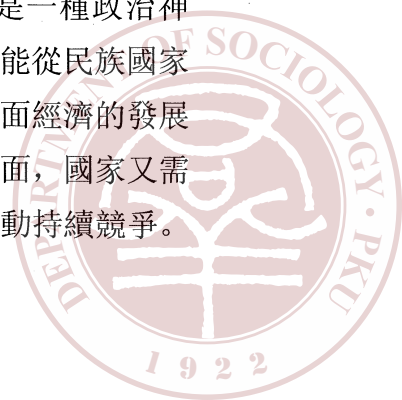 是一種政治神
能從民族國家
面經濟的發展
面，國家又需
動持續競爭。
DEPARTMENT OF SOCIOLOGY · PKU
1922